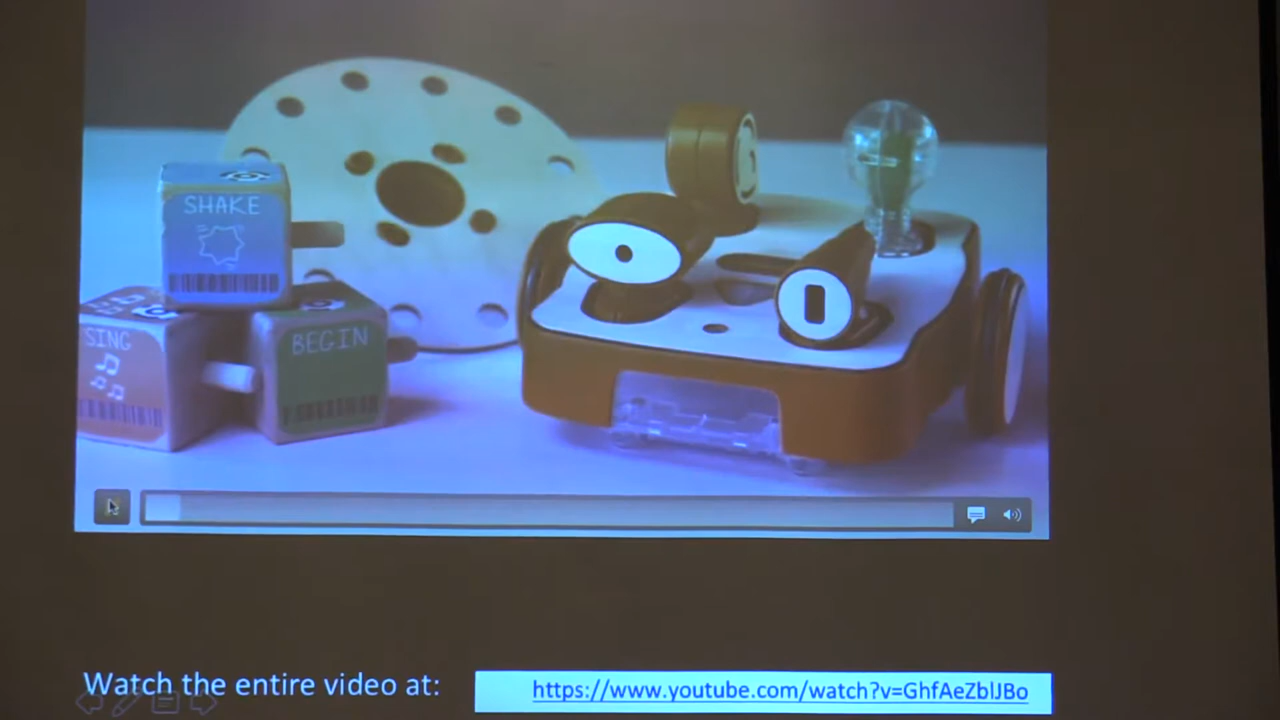 SHAKE
SING
BEGIN
Watch the entire video at:
https://www.youtube.com/watch?v=GhfAeZblJBo